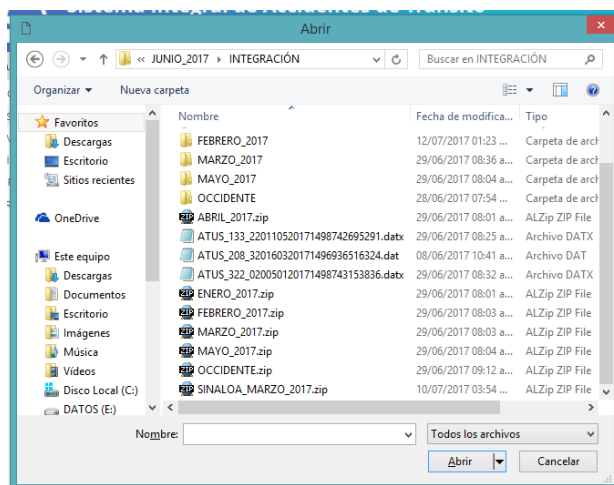 Sistema Integral de Accidentes de Tránsito
Abrir
« JUNIO_2017 ▸ INTEGRACIÓN
Buscar en INTEGRACIÓN
Organizar
Nueva carpeta
Favoritos
Descargas
Escritorio
Sitios recientes
OneDrive
Este equipo
Descargas
Documentos
Escritorio
Imágenes
Música
Vídeos
Disco Local (C:)
DATOS (E:)
Nombre Fecha de modifica... Tipo
FEBRERO_2017 12/07/2017 01:23 ... Carpeta de arch
MARZO_2017 29/06/2017 08:36 a... Carpeta de arch
MAYO_2017 29/06/2017 08:04 a... Carpeta de arch
OCCIDENTE 28/06/2017 07:54 ... Carpeta de arch
ABRIL_2017.zip 29/06/2017 08:01 a... ALZip ZIP File
ATUS_133_220110520171498742695291.datx 29/06/2017 08:25 a... Archivo DATX
ATUS_208_320160320171496936516324.dat 08/06/2017 10:41 a... Archivo DAT
ATUS_322_020050120171498743153836.datx 29/06/2017 08:32 a... Archivo DATX
ENERO_2017.zip 29/06/2017 08:01 a... ALZip ZIP File
FEBRERO_2017.zip 29/06/2017 08:03 a... ALZip ZIP File
MARZO_2017.zip 29/06/2017 08:03 a... ALZip ZIP File
MAYO_2017.zip 29/06/2017 08:04 a... ALZip ZIP File
OCCIDENTE.zip 29/06/2017 09:12 a... ALZip ZIP File
SINALOA_MARZO_2017.zip 10/07/2017 03:54 ... ALZip ZIP File
Nombre:
Todos los archivos
Abrir
Cancelar